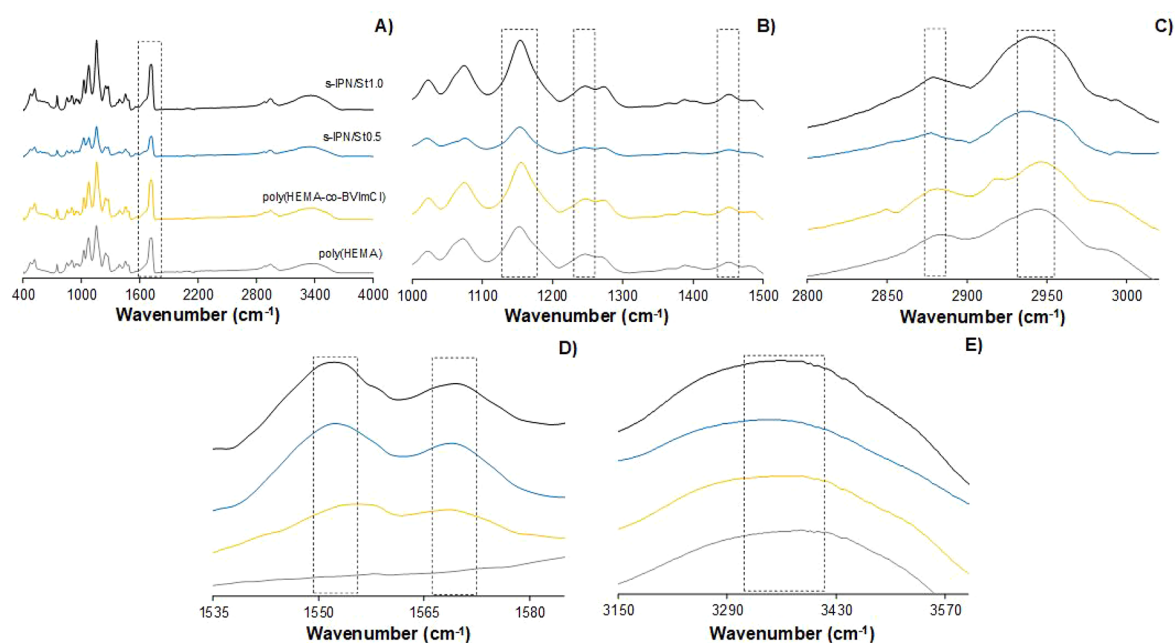 A)
s-IPN/St1.0
s-IPN/St0.5
poly(HEMA-co-BVImCl)
poly(HEMA)
400 1000 1600 2200 2800 3400 4000
Wavenumber (cm⁻¹)
B)
1000 1100 1200 1300 1400 1500
Wavenumber (cm⁻¹)
C)
2800 2850 2900 2950 3000
Wavenumber (cm⁻¹)
D)
1535 1550 1565 1580
Wavenumber (cm⁻¹)
E)
3150 3290 3430 3570
Wavenumber (cm⁻¹)